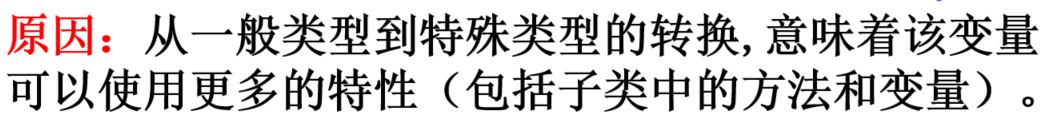 原因：从一般类型到特殊类型的转换,意味着该变量
可以使用更多的特性（包括子类中的方法和变量）。